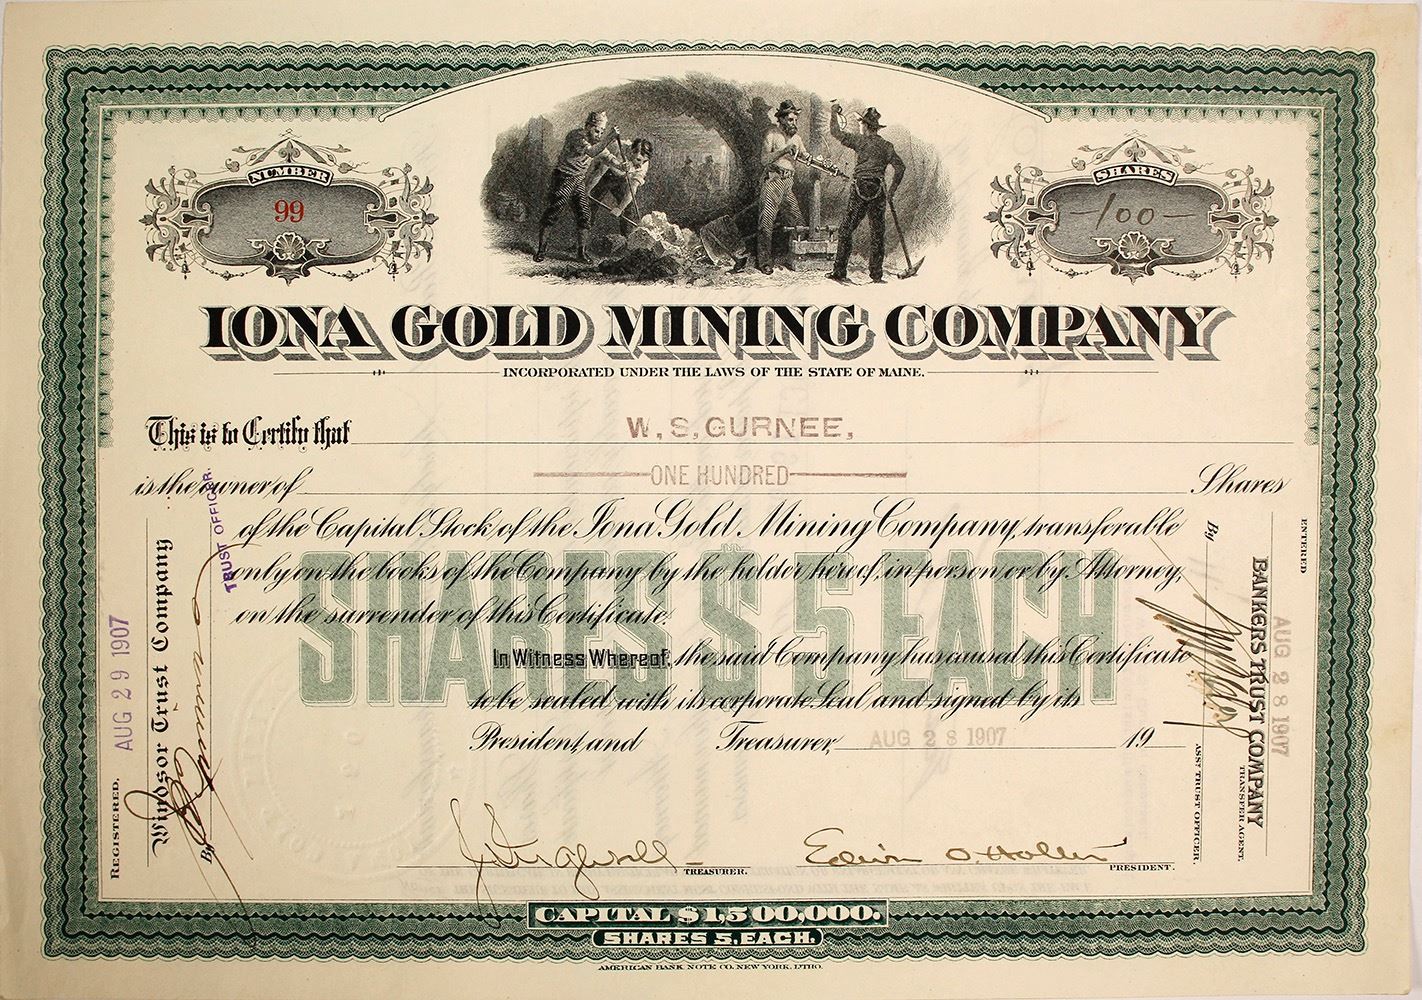 NUMBER
99
SHARES
-100-
IONA GOLD MINING COMPANY
INCORPORATED UNDER THE LAWS OF THE STATE OF MAINE.
This is to Certify that W, S, GURNEE,
is the owner of ONE HUNDRED Shares
of the Capital Stock of the Iona Gold Mining Company, transferable
only on the books of the Company by the holder hereof, in person or by Attorney,
on the surrender of this Certificate.
SHARES $5 EACH
In Witness Whereof, the said Company has caused this Certificate
to be sealed with its corporate Seal and signed by its
President, and Treasurer, AUG 28 1907 19
TREASURER.
Edwin O. Holter
PRESIDENT.
REGISTERED. AUG 29 1907
Windsor Trust Company
By
TRUST OFFICER.
By
ASST TRUST OFFICER.
ENTERED
AUG 28 1907
BANKERS TRUST COMPANY
TRANSFER AGENT.
CAPITAL $1,500,000.
SHARES 5, EACH.
AMERICAN BANK NOTE CO. NEW YORK. LITHO.